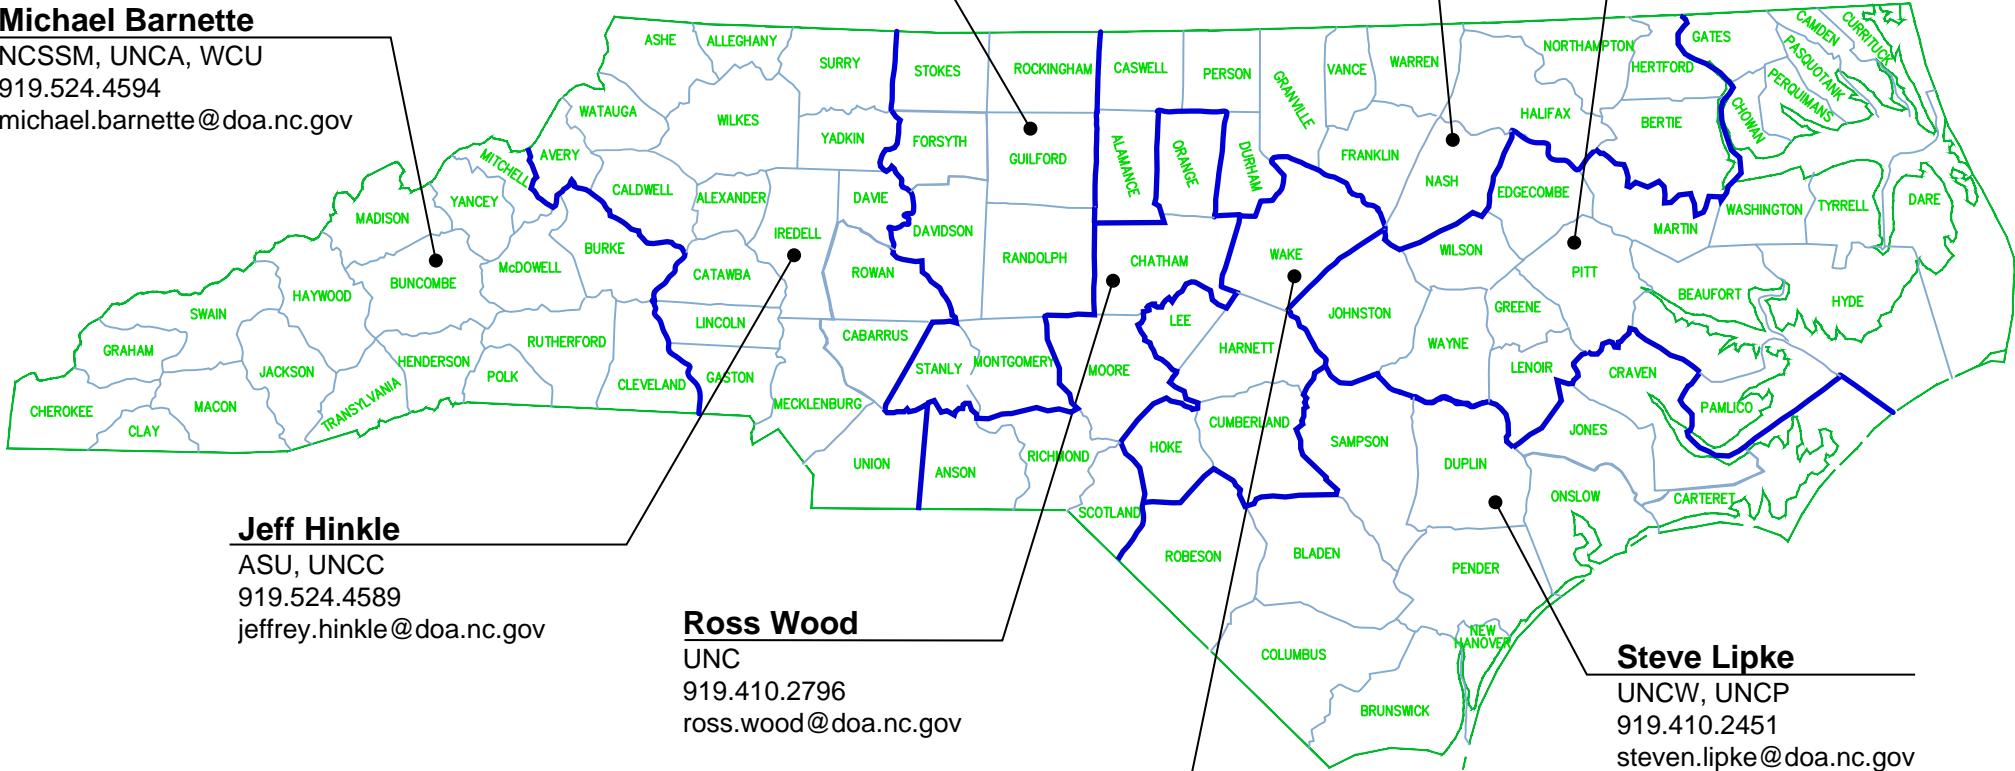 Michael Barnette
NCSSM, UNCA, WCU
919.524.4594
michael.barnette@doa.nc.gov
ASHE
ALLEGHANY
SURRY
STOKES
ROCKINGHAM
CASWELL
PERSON
GRANVILLE
VANCE
WARREN
NORTHAMPTON
GATES
CAMDEN
CURRITUCK
PASQUOTANK
PERQUIMANS
HERTFORD
CHOWAN
WATAUGA
WILKES
YADKIN
FORSYTH
GUILFORD
ALAMANCE
ORANGE
DURHAM
FRANKLIN
NASH
HALIFAX
BERTIE
MITCHELL
AVERY
CALDWELL
ALEXANDER
DAVIE
EDGECOMBE
MADISON
YANCEY
IREDELL
DAVIDSON
MARTIN
WASHINGTON
TYRRELL
DARE
BURKE
McDOWELL
CATAWBA
ROWAN
RANDOLPH
CHATHAM
WAKE
WILSON
PITT
BUNCOMBE
HAYWOOD
SWAIN
LINCOLN
CABARRUS
LEE
JOHNSTON
GREENE
BEAUFORT
HYDE
GRAHAM
JACKSON
HENDERSON
RUTHERFORD
POLK
CLEVELAND
GASTON
STANLY
MONTGOMERY
MOORE
HARNETT
WAYNE
LENOIR
CRAVEN
CHEROKEE
CLAY
MACON
TRANSYLVANIA
MECKLENBURG
UNION
ANSON
RICHMOND
HOKE
CUMBERLAND
SAMPSON
DUPLIN
JONES
PAMLICO
SCOTLAND
ONSLOW
CARTERET
ROBESON
BLADEN
PENDER
COLUMBUS
NEW
HANOVER
BRUNSWICK
Jeff Hinkle
ASU, UNCC
919.524.4589
jeffrey.hinkle@doa.nc.gov
Ross Wood
UNC
919.410.2796
ross.wood@doa.nc.gov
Steve Lipke
UNCW, UNCP
919.410.2451
steven.lipke@doa.nc.gov